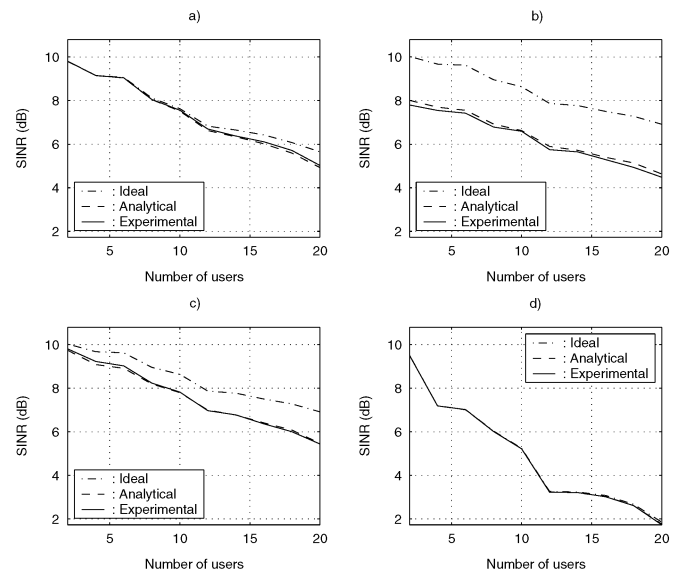 a)
10
8
6
4
2
SINR (dB)
- · - : Ideal
- - : Analytical
— : Experimental
5
10
15
20
Number of users
b)
10
8
6
4
2
SINR (dB)
- · - : Ideal
- - : Analytical
— : Experimental
5
10
15
20
Number of users
c)
10
8
6
4
2
SINR (dB)
- · - : Ideal
- - : Analytical
— : Experimental
5
10
15
20
Number of users
d)
10
8
6
4
2
SINR (dB)
- · - : Ideal
- - : Analytical
— : Experimental
5
10
15
20
Number of users